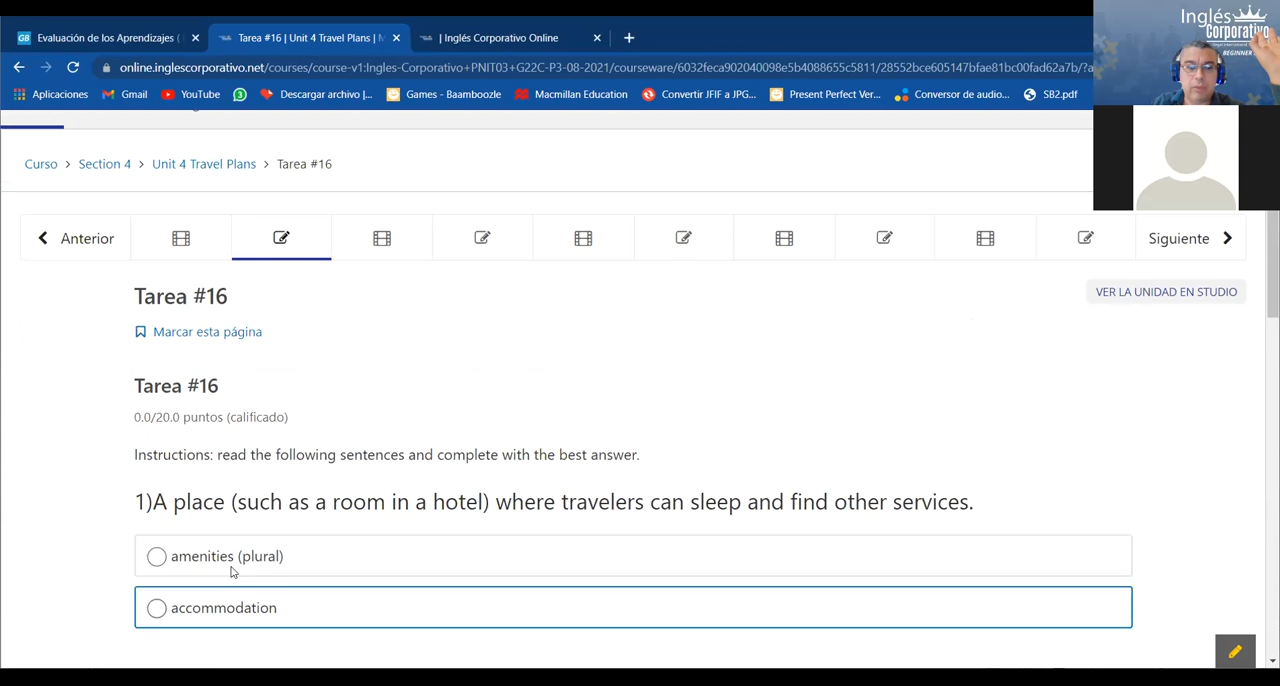 Evaluación de los Aprendizajes (
Tarea #16 | Unit 4 Travel Plans |
| Inglés Corporativo Online
online.inglescorporativo.net/courses/course-v1:Ingles-Corporativo+PNIT03+G22C-P3-08-2021/courseware/6032feca902040098e5b4088655c5811/28552bce605147bfae81bc00fad62a7b/?a
Aplicaciones
Gmail
YouTube
Descargar archivo |...
Games - Baamboozle
Macmillan Education
Convertir JFIF a JPG...
Present Perfect Ver...
Conversor de audio...
SB2.pdf
Inglés
Corporativo
BEGINNER
Curso > Section 4 > Unit 4 Travel Plans > Tarea #16
Anterior
Siguiente
Tarea #16
VER LA UNIDAD EN STUDIO
Marcar esta página
Tarea #16
0.0/20.0 puntos (calificado)
Instructions: read the following sentences and complete with the best answer.
1)A place (such as a room in a hotel) where travelers can sleep and find other services.
amenities (plural)
accommodation